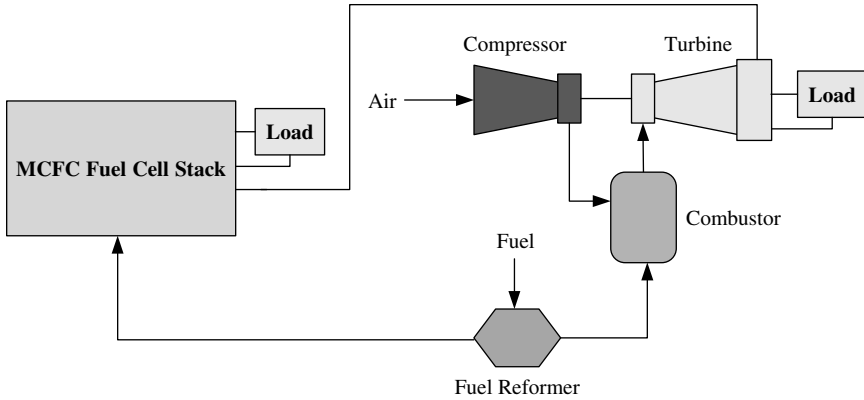 Compressor
Turbine
Air
Load
Load
MCFC Fuel Cell Stack
Combustor
Fuel
Fuel Reformer